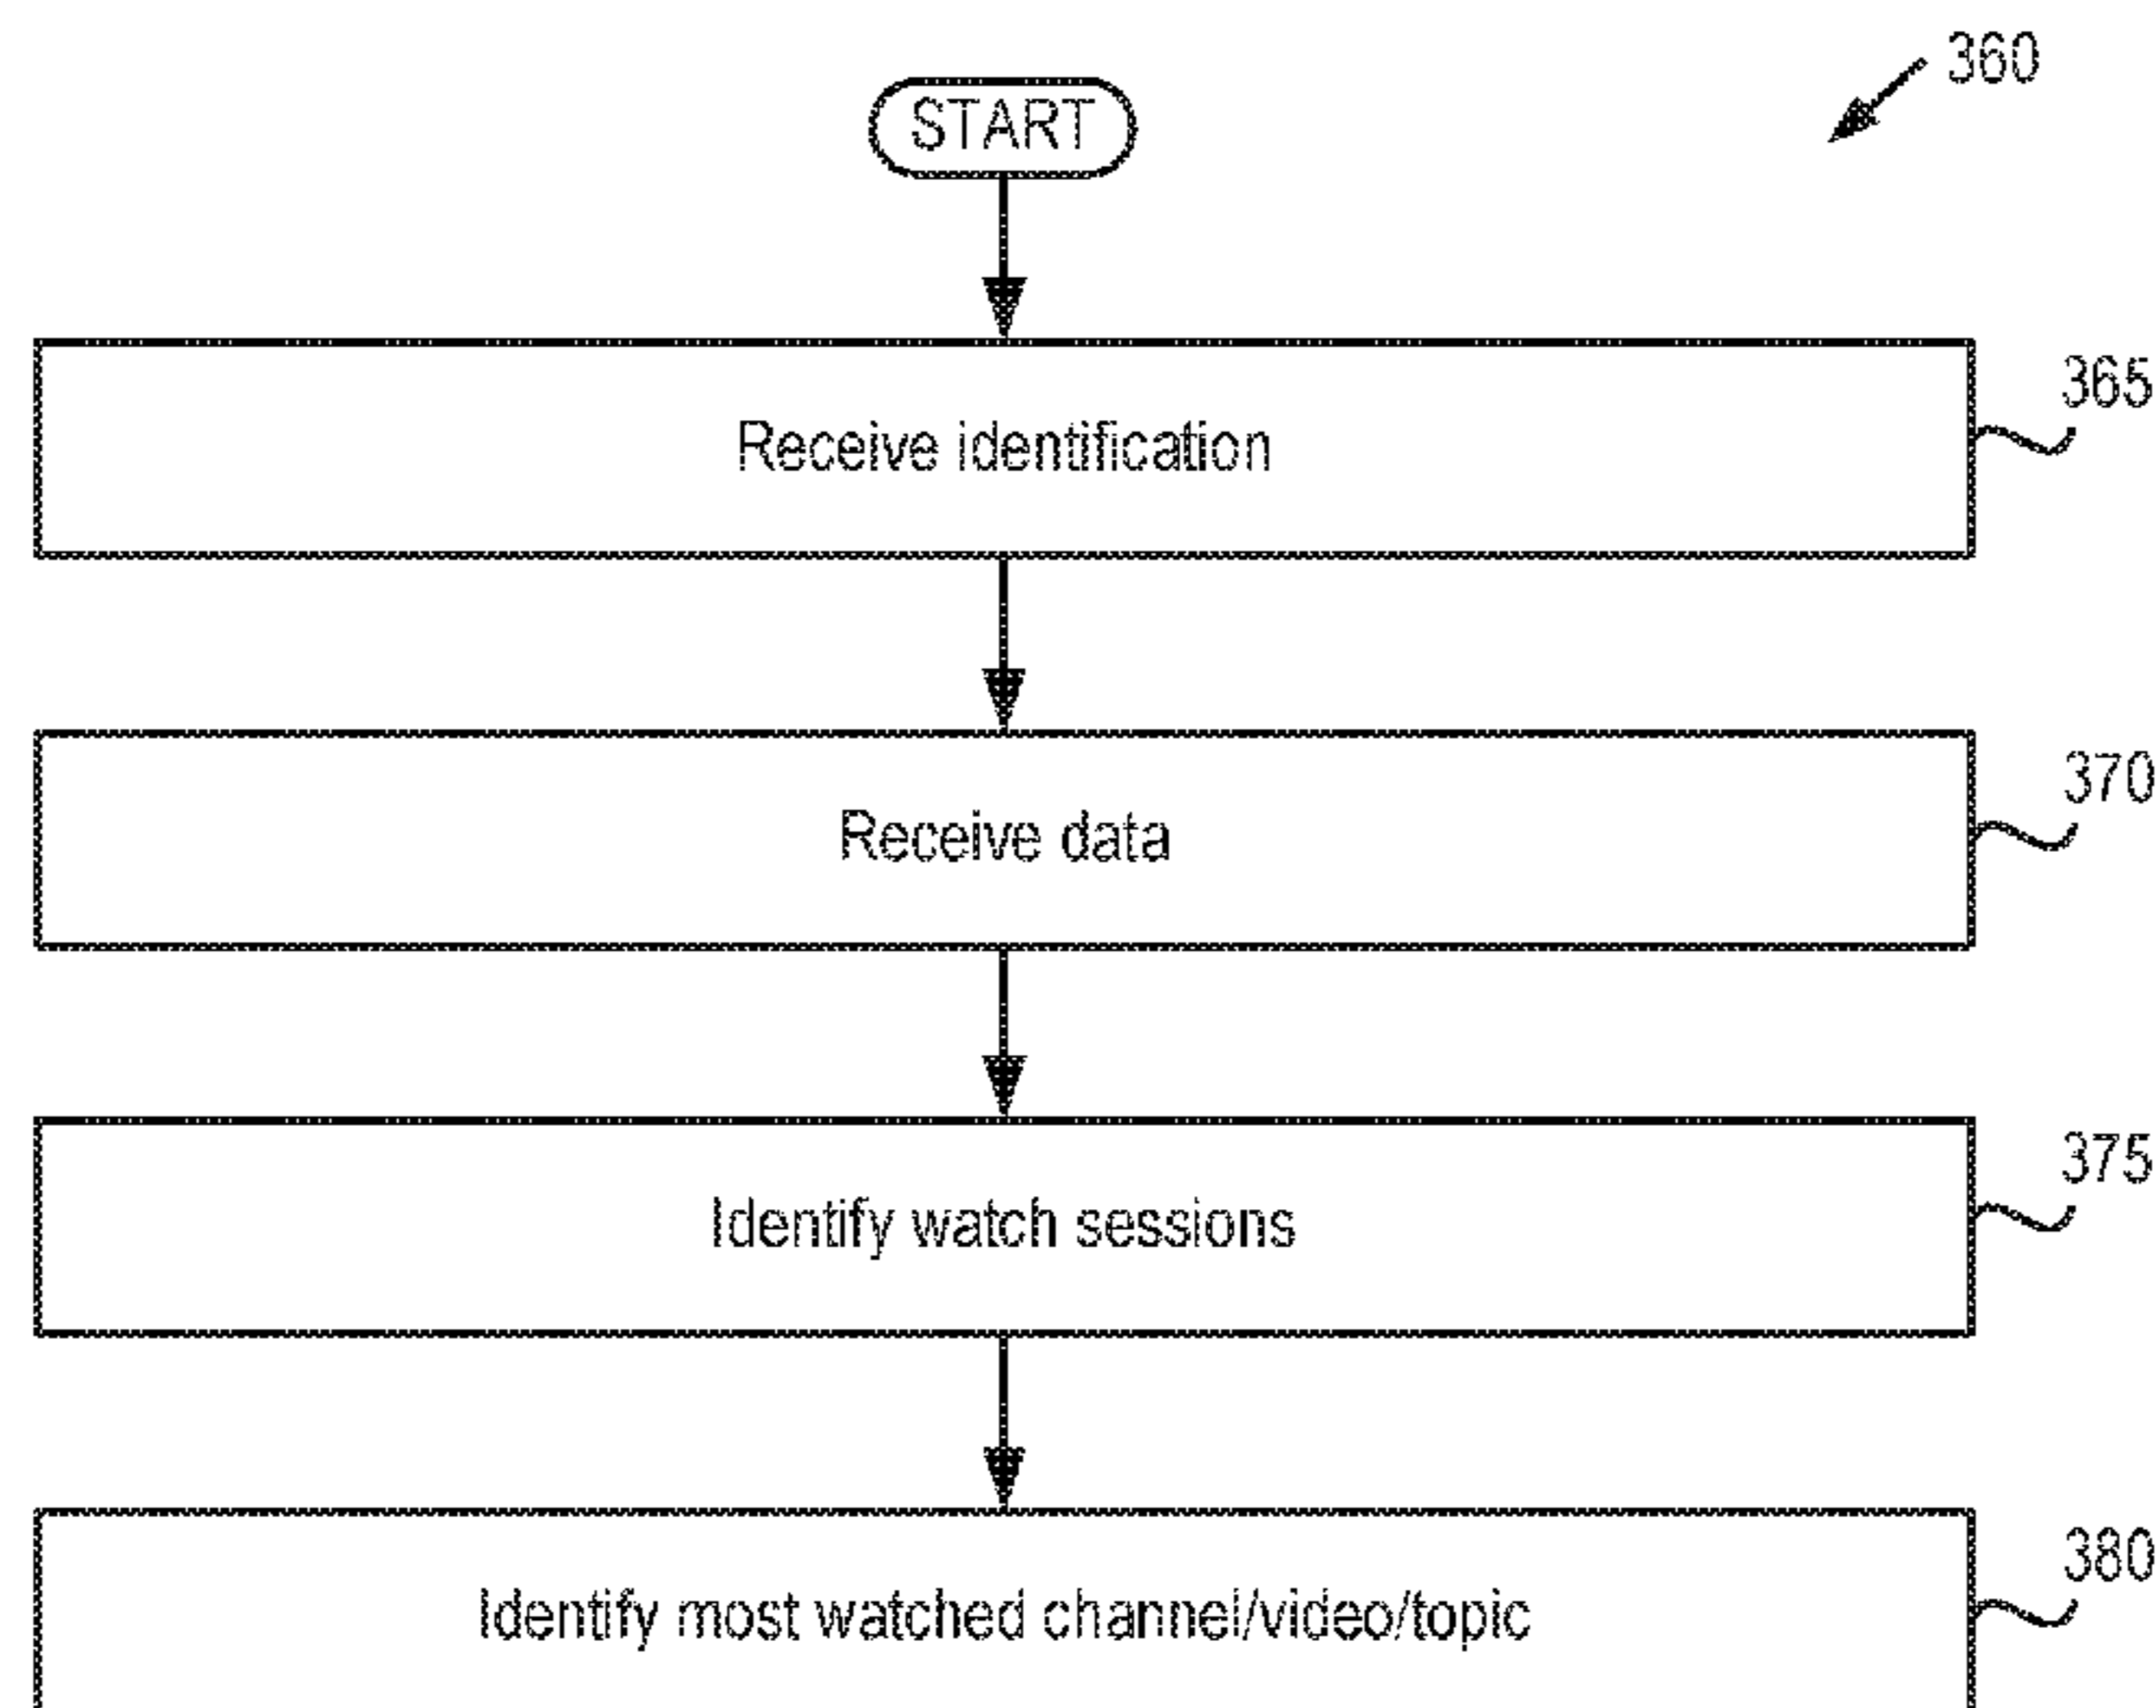 360
START
365
Receive identification
370
Receive data
375
Identify watch sessions
380
Identify most watched channel/video/topic